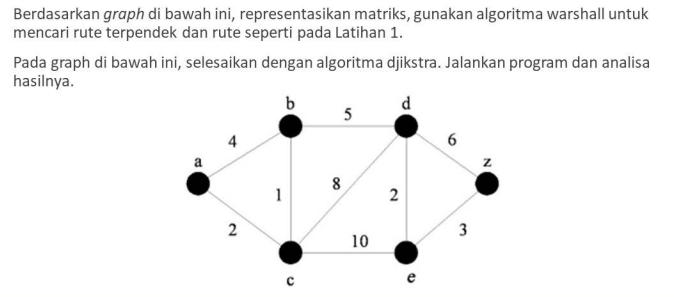 Berdasarkan graph di bawah ini, representasikan matriks, gunakan algoritma warshall untuk
mencari rute terpendek dan rute seperti pada Latihan 1.
Pada graph di bawah ini, selesaikan dengan algoritma djikstra. Jalankan program dan analisa
hasilnya.
b
d
5
4
6
a
z
8
1
2
2
3
10
c
e